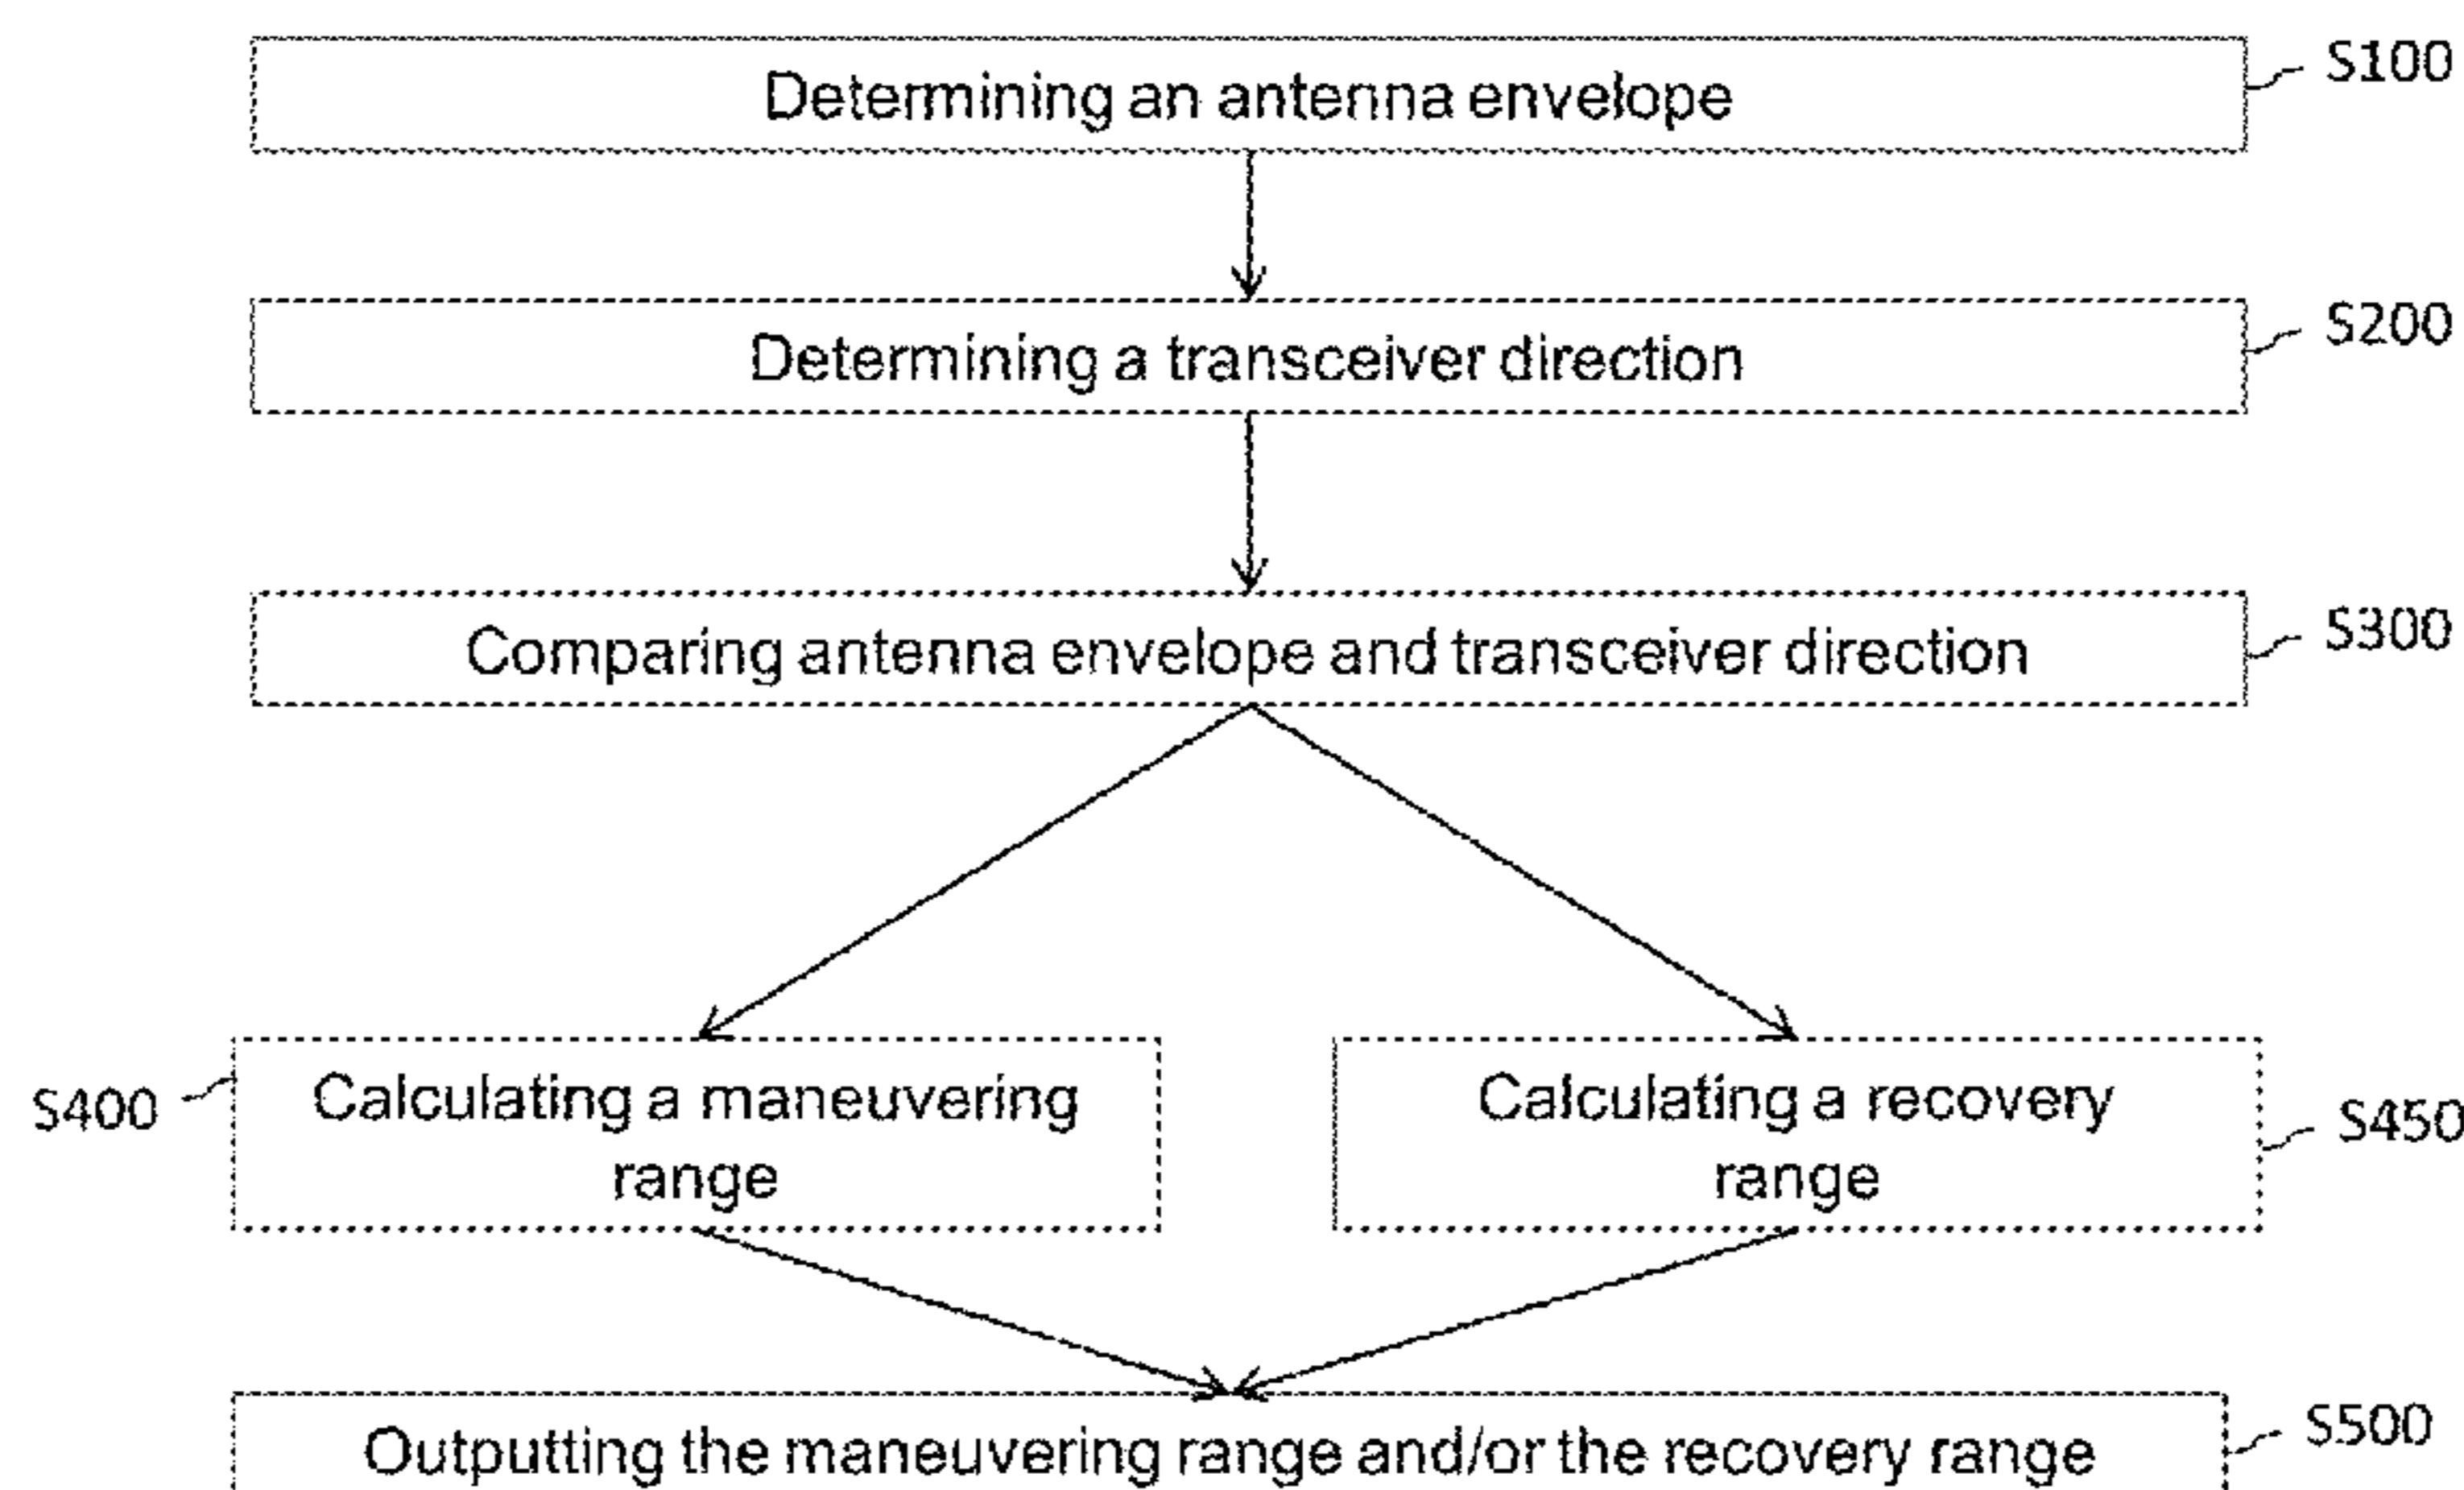 Determining an antenna envelope
S100
Determining a transceiver direction
S200
Comparing antenna envelope and transceiver direction
S300
S400
Calculating a maneuvering
range
Calculating a recovery
range
S450
Outputting the maneuvering range and/or the recovery range
S500